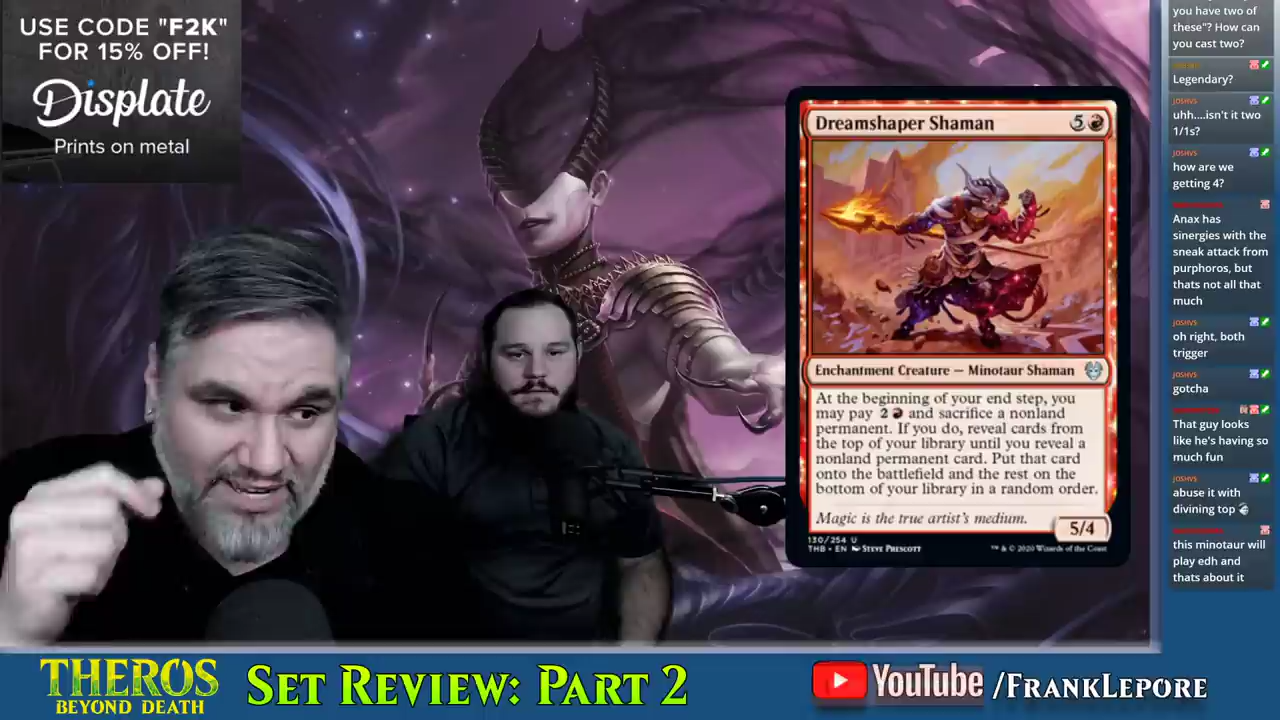 USE CODE "F2K"
FOR 15% OFF!
Displate
Prints on metal
Dreamshaper Shaman
5
Enchantment Creature — Minotaur Shaman
At the beginning of your end step, you
may pay 2 and sacrifice a nonland
permanent. If you do, reveal cards from
the top of your library until you reveal a
nonland permanent card. Put that card
onto the battlefield and the rest on the
bottom of your library in a random order.
Magic is the true artist's medium.
5/4
130/254 U
THB • EN STEVE PRESCOTT
™ & © 2020 Wizards of the Coast
you have two of
these"? How can
you cast two?
Legendary?
JOSHVS
uhh....isn't it two
1/1s?
JOSHVS
how are we
getting 4?
Anax has
sinergies with the
sneak attack from
purphoros, but
thats not all that
much
JOSHVS
oh right, both
trigger
JOSHVS
gotcha
That guy looks
like he's having so
much fun
JOSHVS
abuse it with
divining top
this minotaur will
play edh and
thats about it
THEROS
BEYOND DEATH
SET REVIEW: PART 2
YouTube /FRANKLEPORE